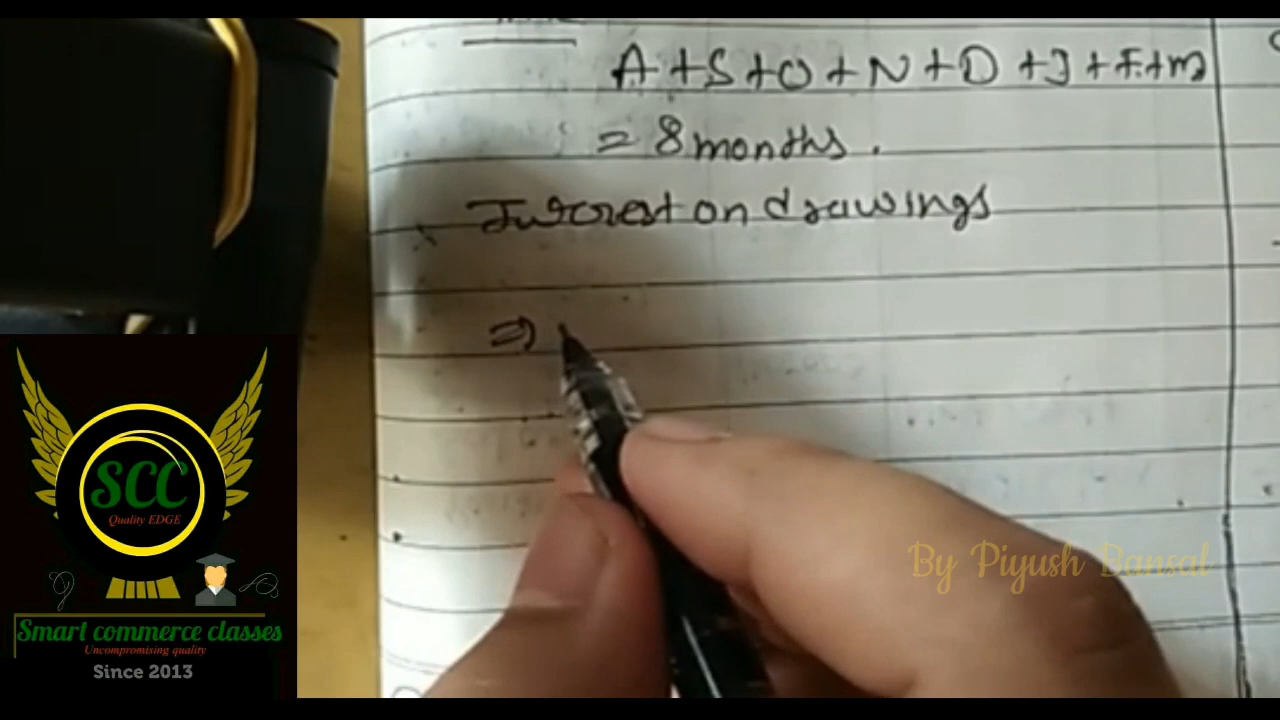 A+S+O+N+D+J+F+m
= 8 months.
Interest on drawings
=)
SCC
Quality EDGE
Smart commerce classes
Uncompromising quality
Since 2013
By Piyush Bansal